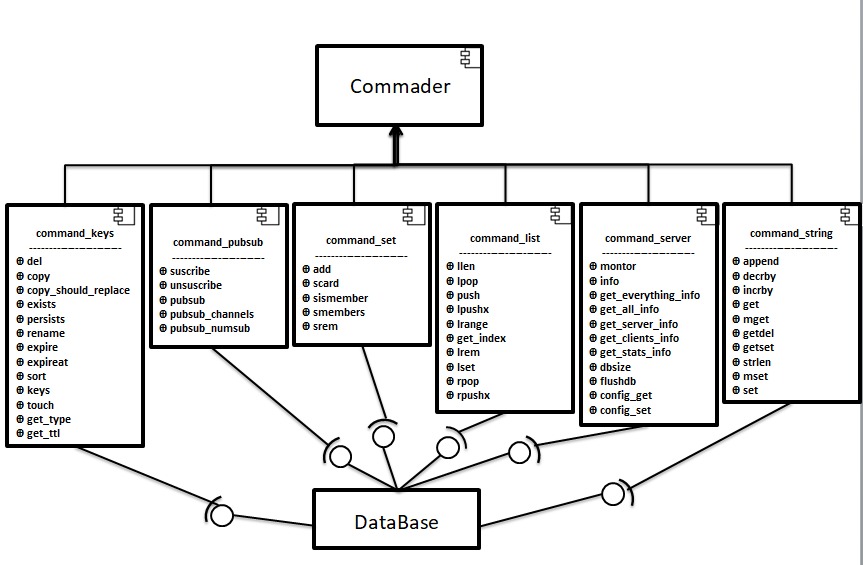 Commader
command_keys
--------------------
⊕ del
⊕ copy
⊕ copy_should_replace
⊕ exists
⊕ persists
⊕ rename
⊕ expire
⊕ expireat
⊕ sort
⊕ keys
⊕ touch
⊕ get_type
⊕ get_ttl
command_pubsub
--------------------
⊕ suscribe
⊕ unsuscribe
⊕ pubsub
⊕ pubsub_channels
⊕ pubsub_numsub
command_set
--------------------
⊕ add
⊕ scard
⊕ sismember
⊕ smembers
⊕ srem
command_list
--------------------
⊕ llen
⊕ lpop
⊕ push
⊕ lpushx
⊕ lrange
⊕ get_index
⊕ lrem
⊕ lset
⊕ rpop
⊕ rpushx
command_server
--------------------
⊕ montor
⊕ info
⊕ get_everything_info
⊕ get_all_info
⊕ get_server_info
⊕ get_clients_info
⊕ get_stats_info
⊕ dbsize
⊕ flushdb
⊕ config_get
⊕ config_set
command_string
--------------------
⊕ append
⊕ decrby
⊕ incrby
⊕ get
⊕ mget
⊕ getdel
⊕ getset
⊕ strlen
⊕ mset
⊕ set
DataBase